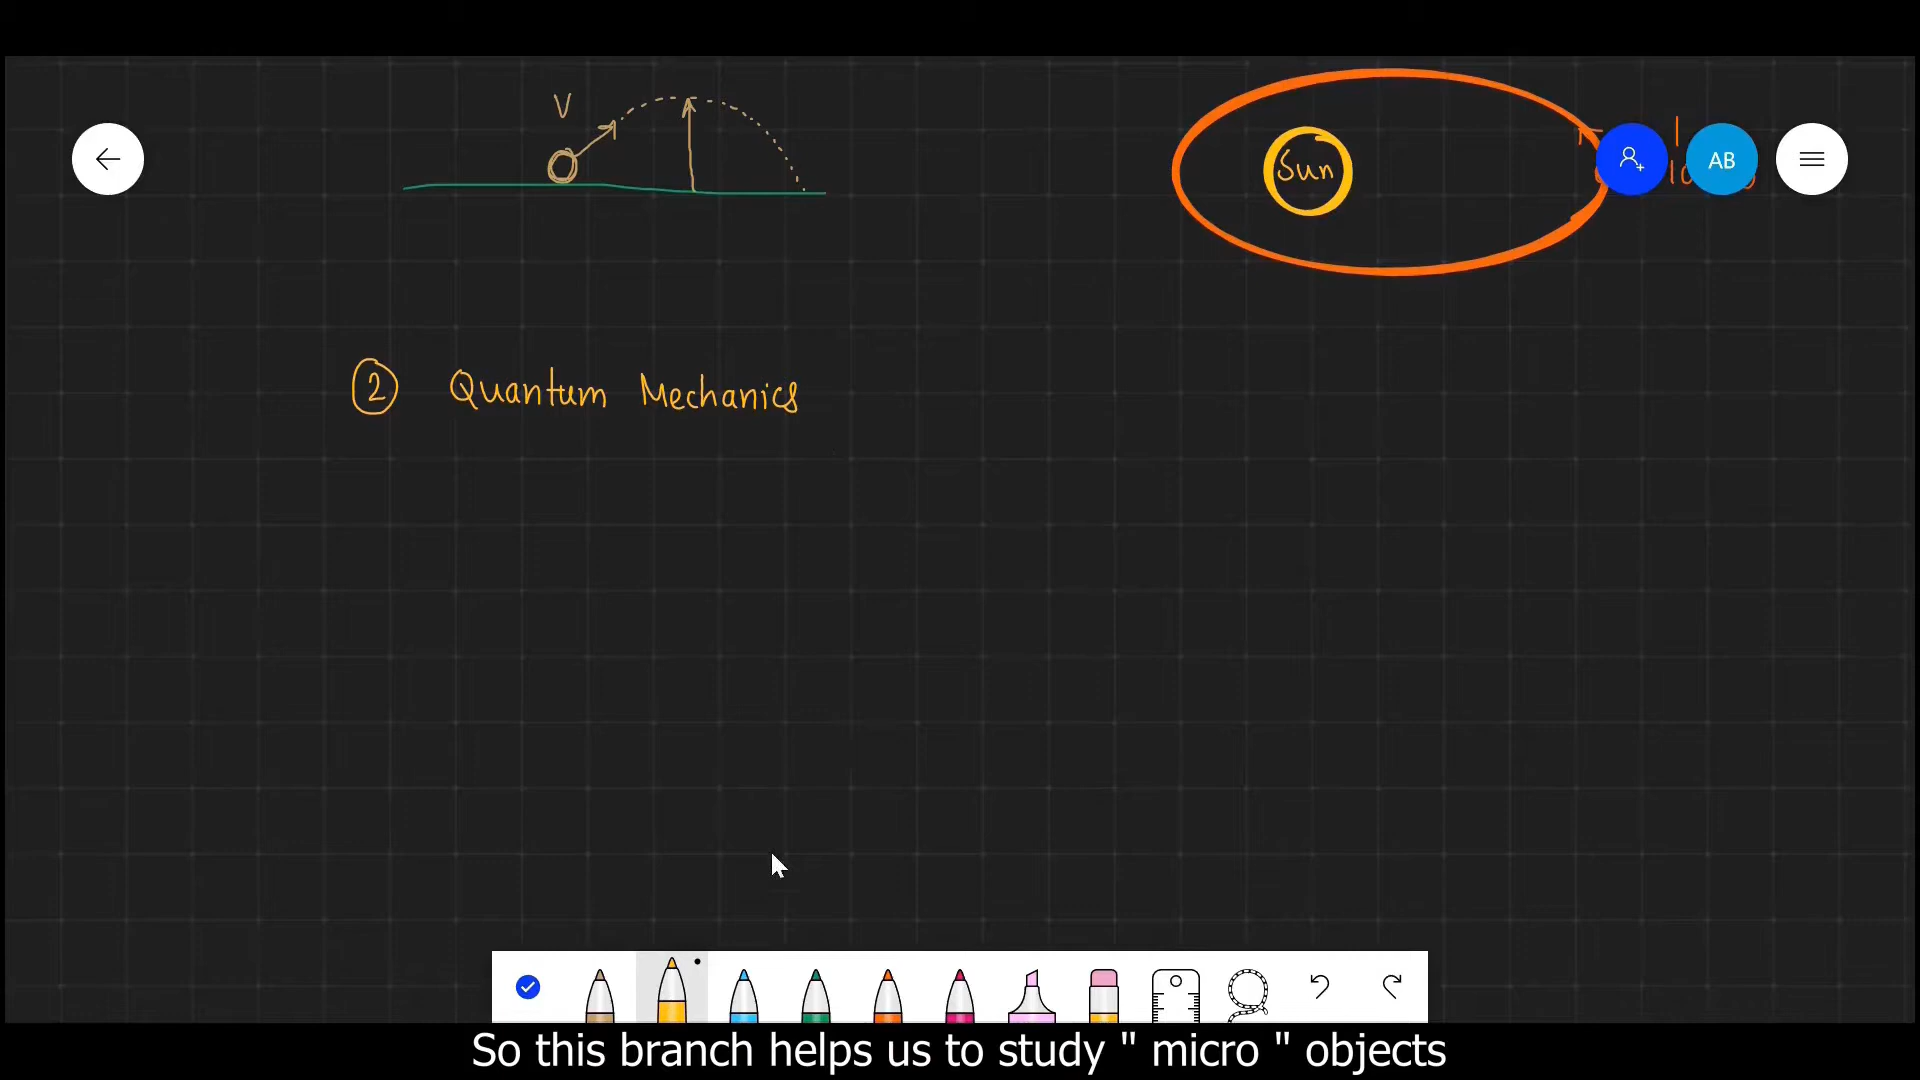 V
Sun
AB
② Quantum Mechanics
So this branch helps us to study " micro " objects